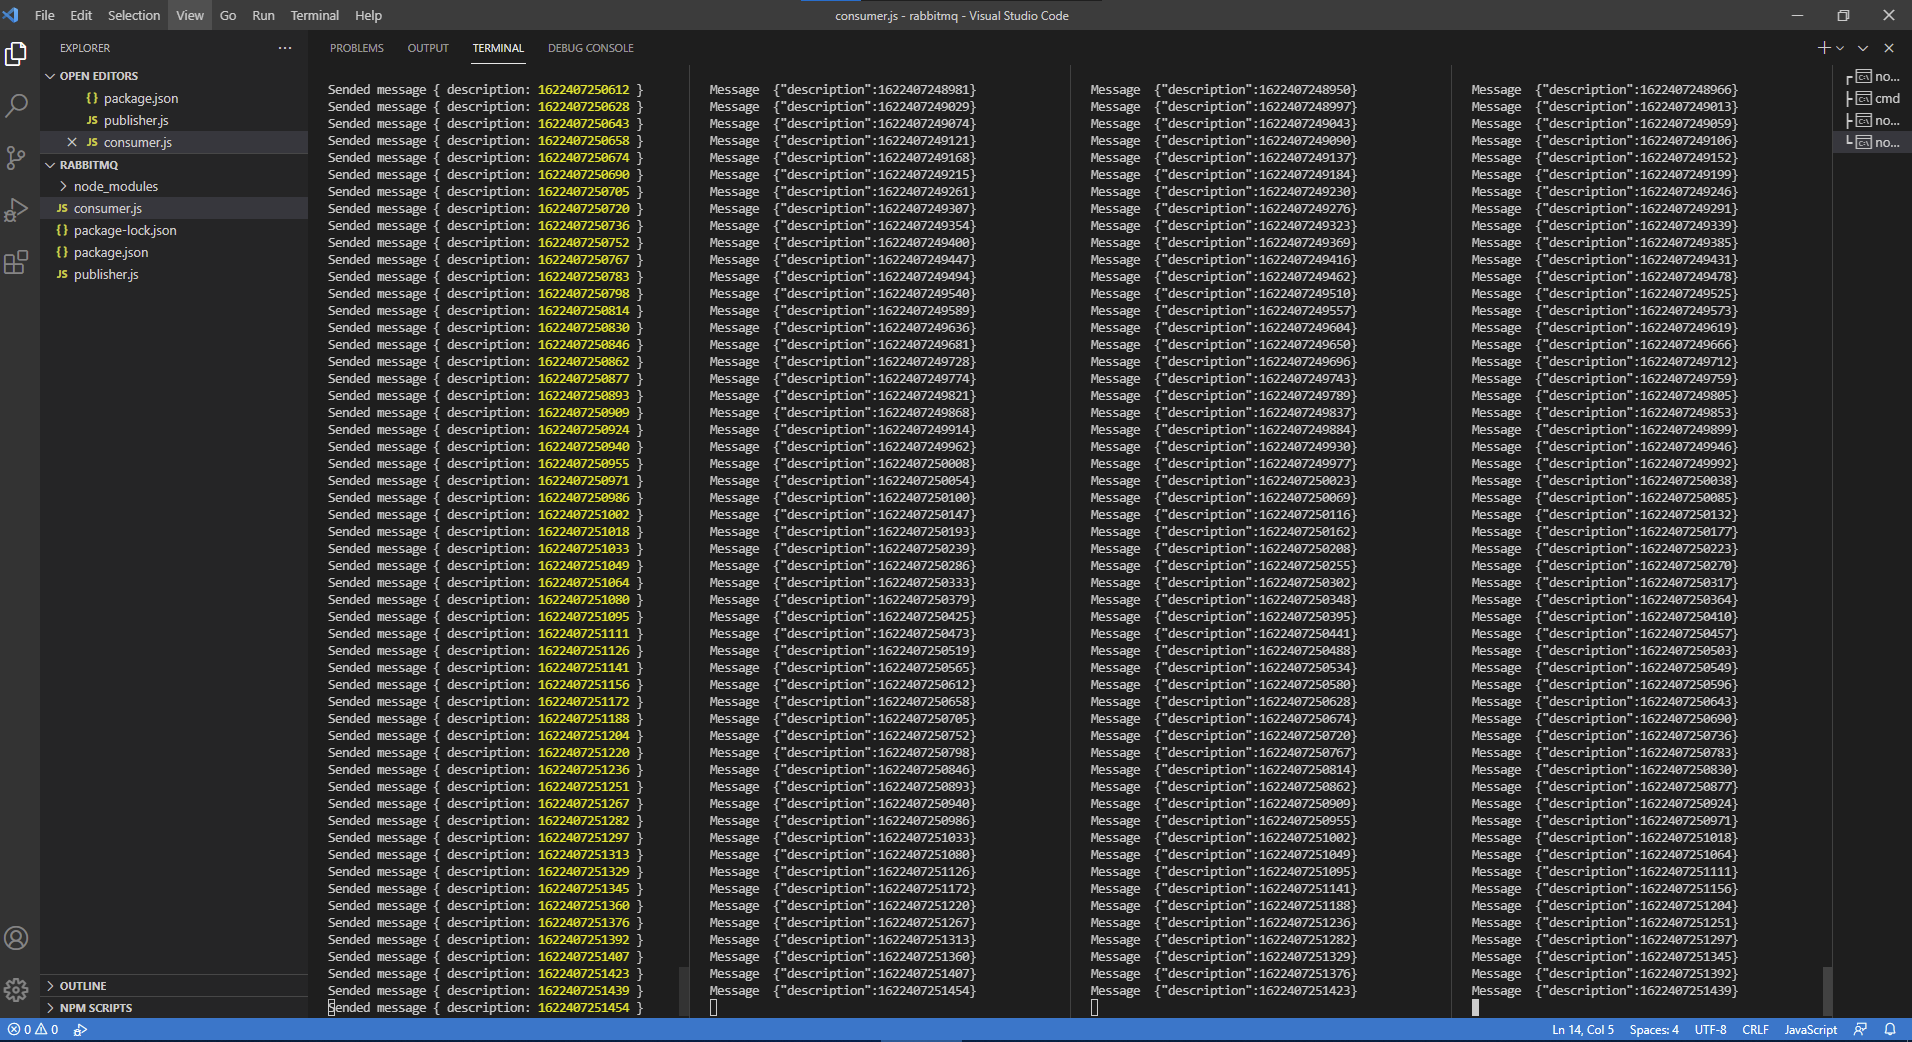 File Edit Selection View Go Run Terminal Help
consumer.js - rabbitmq - Visual Studio Code
EXPLORER
OPEN EDITORS
{} package.json
JS publisher.js
JS consumer.js
RABBITMQ
node_modules
JS consumer.js
{} package-lock.json
{} package.json
JS publisher.js
OUTLINE
NPM SCRIPTS
PROBLEMS OUTPUT TERMINAL DEBUG CONSOLE
Sended message { description: 1622407250612 }
Sended message { description: 1622407250628 }
Sended message { description: 1622407250643 }
Sended message { description: 1622407250658 }
Sended message { description: 1622407250674 }
Sended message { description: 1622407250690 }
Sended message { description: 1622407250705 }
Sended message { description: 1622407250720 }
Sended message { description: 1622407250736 }
Sended message { description: 1622407250752 }
Sended message { description: 1622407250767 }
Sended message { description: 1622407250783 }
Sended message { description: 1622407250798 }
Sended message { description: 1622407250814 }
Sended message { description: 1622407250830 }
Sended message { description: 1622407250846 }
Sended message { description: 1622407250862 }
Sended message { description: 1622407250877 }
Sended message { description: 1622407250893 }
Sended message { description: 1622407250909 }
Sended message { description: 1622407250924 }
Sended message { description: 1622407250940 }
Sended message { description: 1622407250955 }
Sended message { description: 1622407250971 }
Sended message { description: 1622407250986 }
Sended message { description: 1622407251002 }
Sended message { description: 1622407251018 }
Sended message { description: 1622407251033 }
Sended message { description: 1622407251049 }
Sended message { description: 1622407251064 }
Sended message { description: 1622407251080 }
Sended message { description: 1622407251095 }
Sended message { description: 1622407251111 }
Sended message { description: 1622407251126 }
Sended message { description: 1622407251141 }
Sended message { description: 1622407251156 }
Sended message { description: 1622407251172 }
Sended message { description: 1622407251188 }
Sended message { description: 1622407251204 }
Sended message { description: 1622407251220 }
Sended message { description: 1622407251236 }
Sended message { description: 1622407251251 }
Sended message { description: 1622407251267 }
Sended message { description: 1622407251282 }
Sended message { description: 1622407251297 }
Sended message { description: 1622407251313 }
Sended message { description: 1622407251329 }
Sended message { description: 1622407251345 }
Sended message { description: 1622407251360 }
Sended message { description: 1622407251376 }
Sended message { description: 1622407251392 }
Sended message { description: 1622407251407 }
Sended message { description: 1622407251423 }
Sended message { description: 1622407251439 }
Sended message { description: 1622407251454 }
Message {"description":1622407248981}
Message {"description":1622407249029}
Message {"description":1622407249074}
Message {"description":1622407249121}
Message {"description":1622407249168}
Message {"description":1622407249215}
Message {"description":1622407249261}
Message {"description":1622407249307}
Message {"description":1622407249354}
Message {"description":1622407249400}
Message {"description":1622407249447}
Message {"description":1622407249494}
Message {"description":1622407249540}
Message {"description":1622407249589}
Message {"description":1622407249636}
Message {"description":1622407249681}
Message {"description":1622407249728}
Message {"description":1622407249774}
Message {"description":1622407249821}
Message {"description":1622407249868}
Message {"description":1622407249914}
Message {"description":1622407249962}
Message {"description":1622407250008}
Message {"description":1622407250054}
Message {"description":1622407250100}
Message {"description":1622407250147}
Message {"description":1622407250193}
Message {"description":1622407250239}
Message {"description":1622407250286}
Message {"description":1622407250333}
Message {"description":1622407250379}
Message {"description":1622407250425}
Message {"description":1622407250473}
Message {"description":1622407250519}
Message {"description":1622407250565}
Message {"description":1622407250612}
Message {"description":1622407250658}
Message {"description":1622407250705}
Message {"description":1622407250752}
Message {"description":1622407250798}
Message {"description":1622407250846}
Message {"description":1622407250893}
Message {"description":1622407250940}
Message {"description":1622407250986}
Message {"description":1622407251033}
Message {"description":1622407251080}
Message {"description":1622407251126}
Message {"description":1622407251172}
Message {"description":1622407251220}
Message {"description":1622407251267}
Message {"description":1622407251313}
Message {"description":1622407251360}
Message {"description":1622407251407}
Message {"description":1622407251454}
Message {"description":1622407248950}
Message {"description":1622407248997}
Message {"description":1622407249043}
Message {"description":1622407249090}
Message {"description":1622407249137}
Message {"description":1622407249184}
Message {"description":1622407249230}
Message {"description":1622407249276}
Message {"description":1622407249323}
Message {"description":1622407249369}
Message {"description":1622407249416}
Message {"description":1622407249462}
Message {"description":1622407249510}
Message {"description":1622407249557}
Message {"description":1622407249604}
Message {"description":1622407249650}
Message {"description":1622407249696}
Message {"description":1622407249743}
Message {"description":1622407249789}
Message {"description":1622407249837}
Message {"description":1622407249884}
Message {"description":1622407249930}
Message {"description":1622407249977}
Message {"description":1622407250023}
Message {"description":1622407250069}
Message {"description":1622407250116}
Message {"description":1622407250162}
Message {"description":1622407250208}
Message {"description":1622407250255}
Message {"description":1622407250302}
Message {"description":1622407250348}
Message {"description":1622407250395}
Message {"description":1622407250441}
Message {"description":1622407250488}
Message {"description":1622407250534}
Message {"description":1622407250580}
Message {"description":1622407250628}
Message {"description":1622407250674}
Message {"description":1622407250720}
Message {"description":1622407250767}
Message {"description":1622407250814}
Message {"description":1622407250862}
Message {"description":1622407250909}
Message {"description":1622407250955}
Message {"description":1622407251002}
Message {"description":1622407251049}
Message {"description":1622407251095}
Message {"description":1622407251141}
Message {"description":1622407251188}
Message {"description":1622407251236}
Message {"description":1622407251282}
Message {"description":1622407251329}
Message {"description":1622407251376}
Message {"description":1622407251423}
Message {"description":1622407248966}
Message {"description":1622407249013}
Message {"description":1622407249059}
Message {"description":1622407249106}
Message {"description":1622407249152}
Message {"description":1622407249199}
Message {"description":1622407249246}
Message {"description":1622407249291}
Message {"description":1622407249339}
Message {"description":1622407249385}
Message {"description":1622407249431}
Message {"description":1622407249478}
Message {"description":1622407249525}
Message {"description":1622407249573}
Message {"description":1622407249619}
Message {"description":1622407249666}
Message {"description":1622407249712}
Message {"description":1622407249759}
Message {"description":1622407249805}
Message {"description":1622407249853}
Message {"description":1622407249899}
Message {"description":1622407249946}
Message {"description":1622407249992}
Message {"description":1622407250038}
Message {"description":1622407250085}
Message {"description":1622407250132}
Message {"description":1622407250177}
Message {"description":1622407250223}
Message {"description":1622407250270}
Message {"description":1622407250317}
Message {"description":1622407250364}
Message {"description":1622407250410}
Message {"description":1622407250457}
Message {"description":1622407250503}
Message {"description":1622407250549}
Message {"description":1622407250596}
Message {"description":1622407250643}
Message {"description":1622407250690}
Message {"description":1622407250736}
Message {"description":1622407250783}
Message {"description":1622407250830}
Message {"description":1622407250877}
Message {"description":1622407250924}
Message {"description":1622407250971}
Message {"description":1622407251018}
Message {"description":1622407251064}
Message {"description":1622407251111}
Message {"description":1622407251156}
Message {"description":1622407251204}
Message {"description":1622407251251}
Message {"description":1622407251297}
Message {"description":1622407251345}
Message {"description":1622407251392}
Message {"description":1622407251439}
no...
cmd
no...
no...
0 0
Ln 14, Col 5 Spaces: 4 UTF-8 CRLF JavaScript